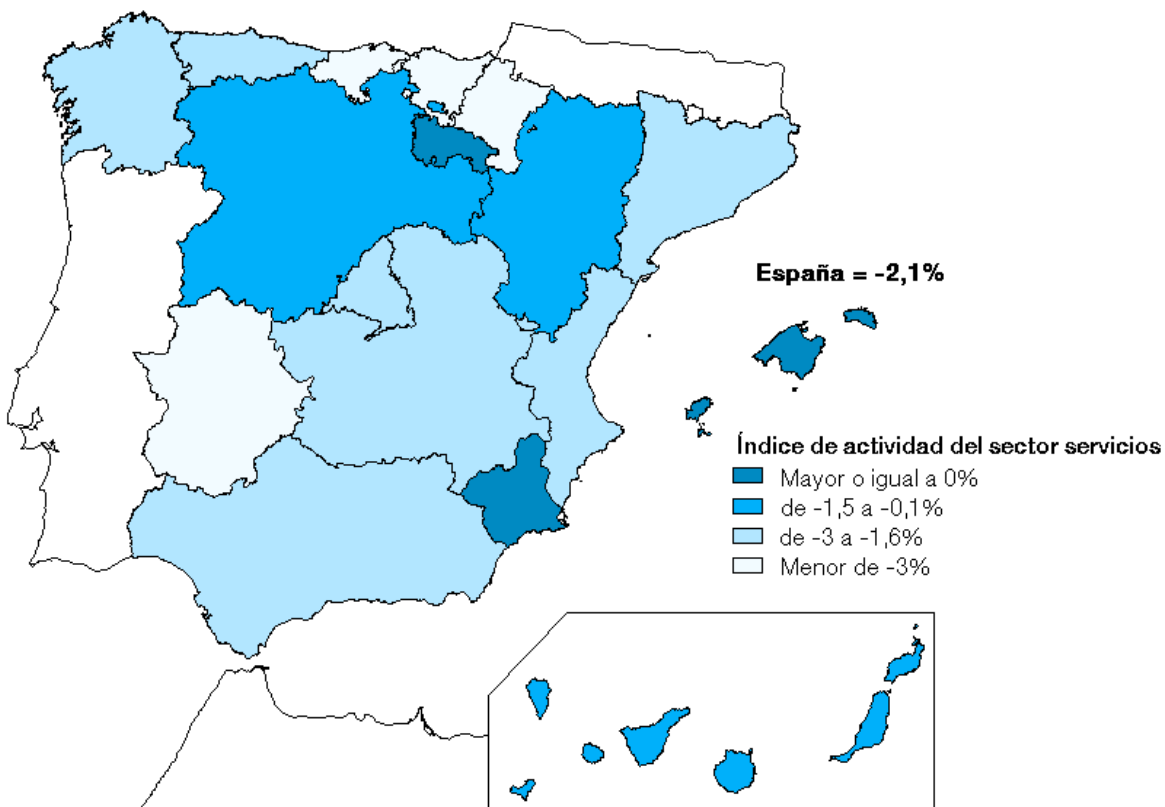 España = -2,1%
Índice de actividad del sector servicios
Mayor o igual a 0%
de -1,5 a -0,1%
de -3 a -1,6%
Menor de -3%